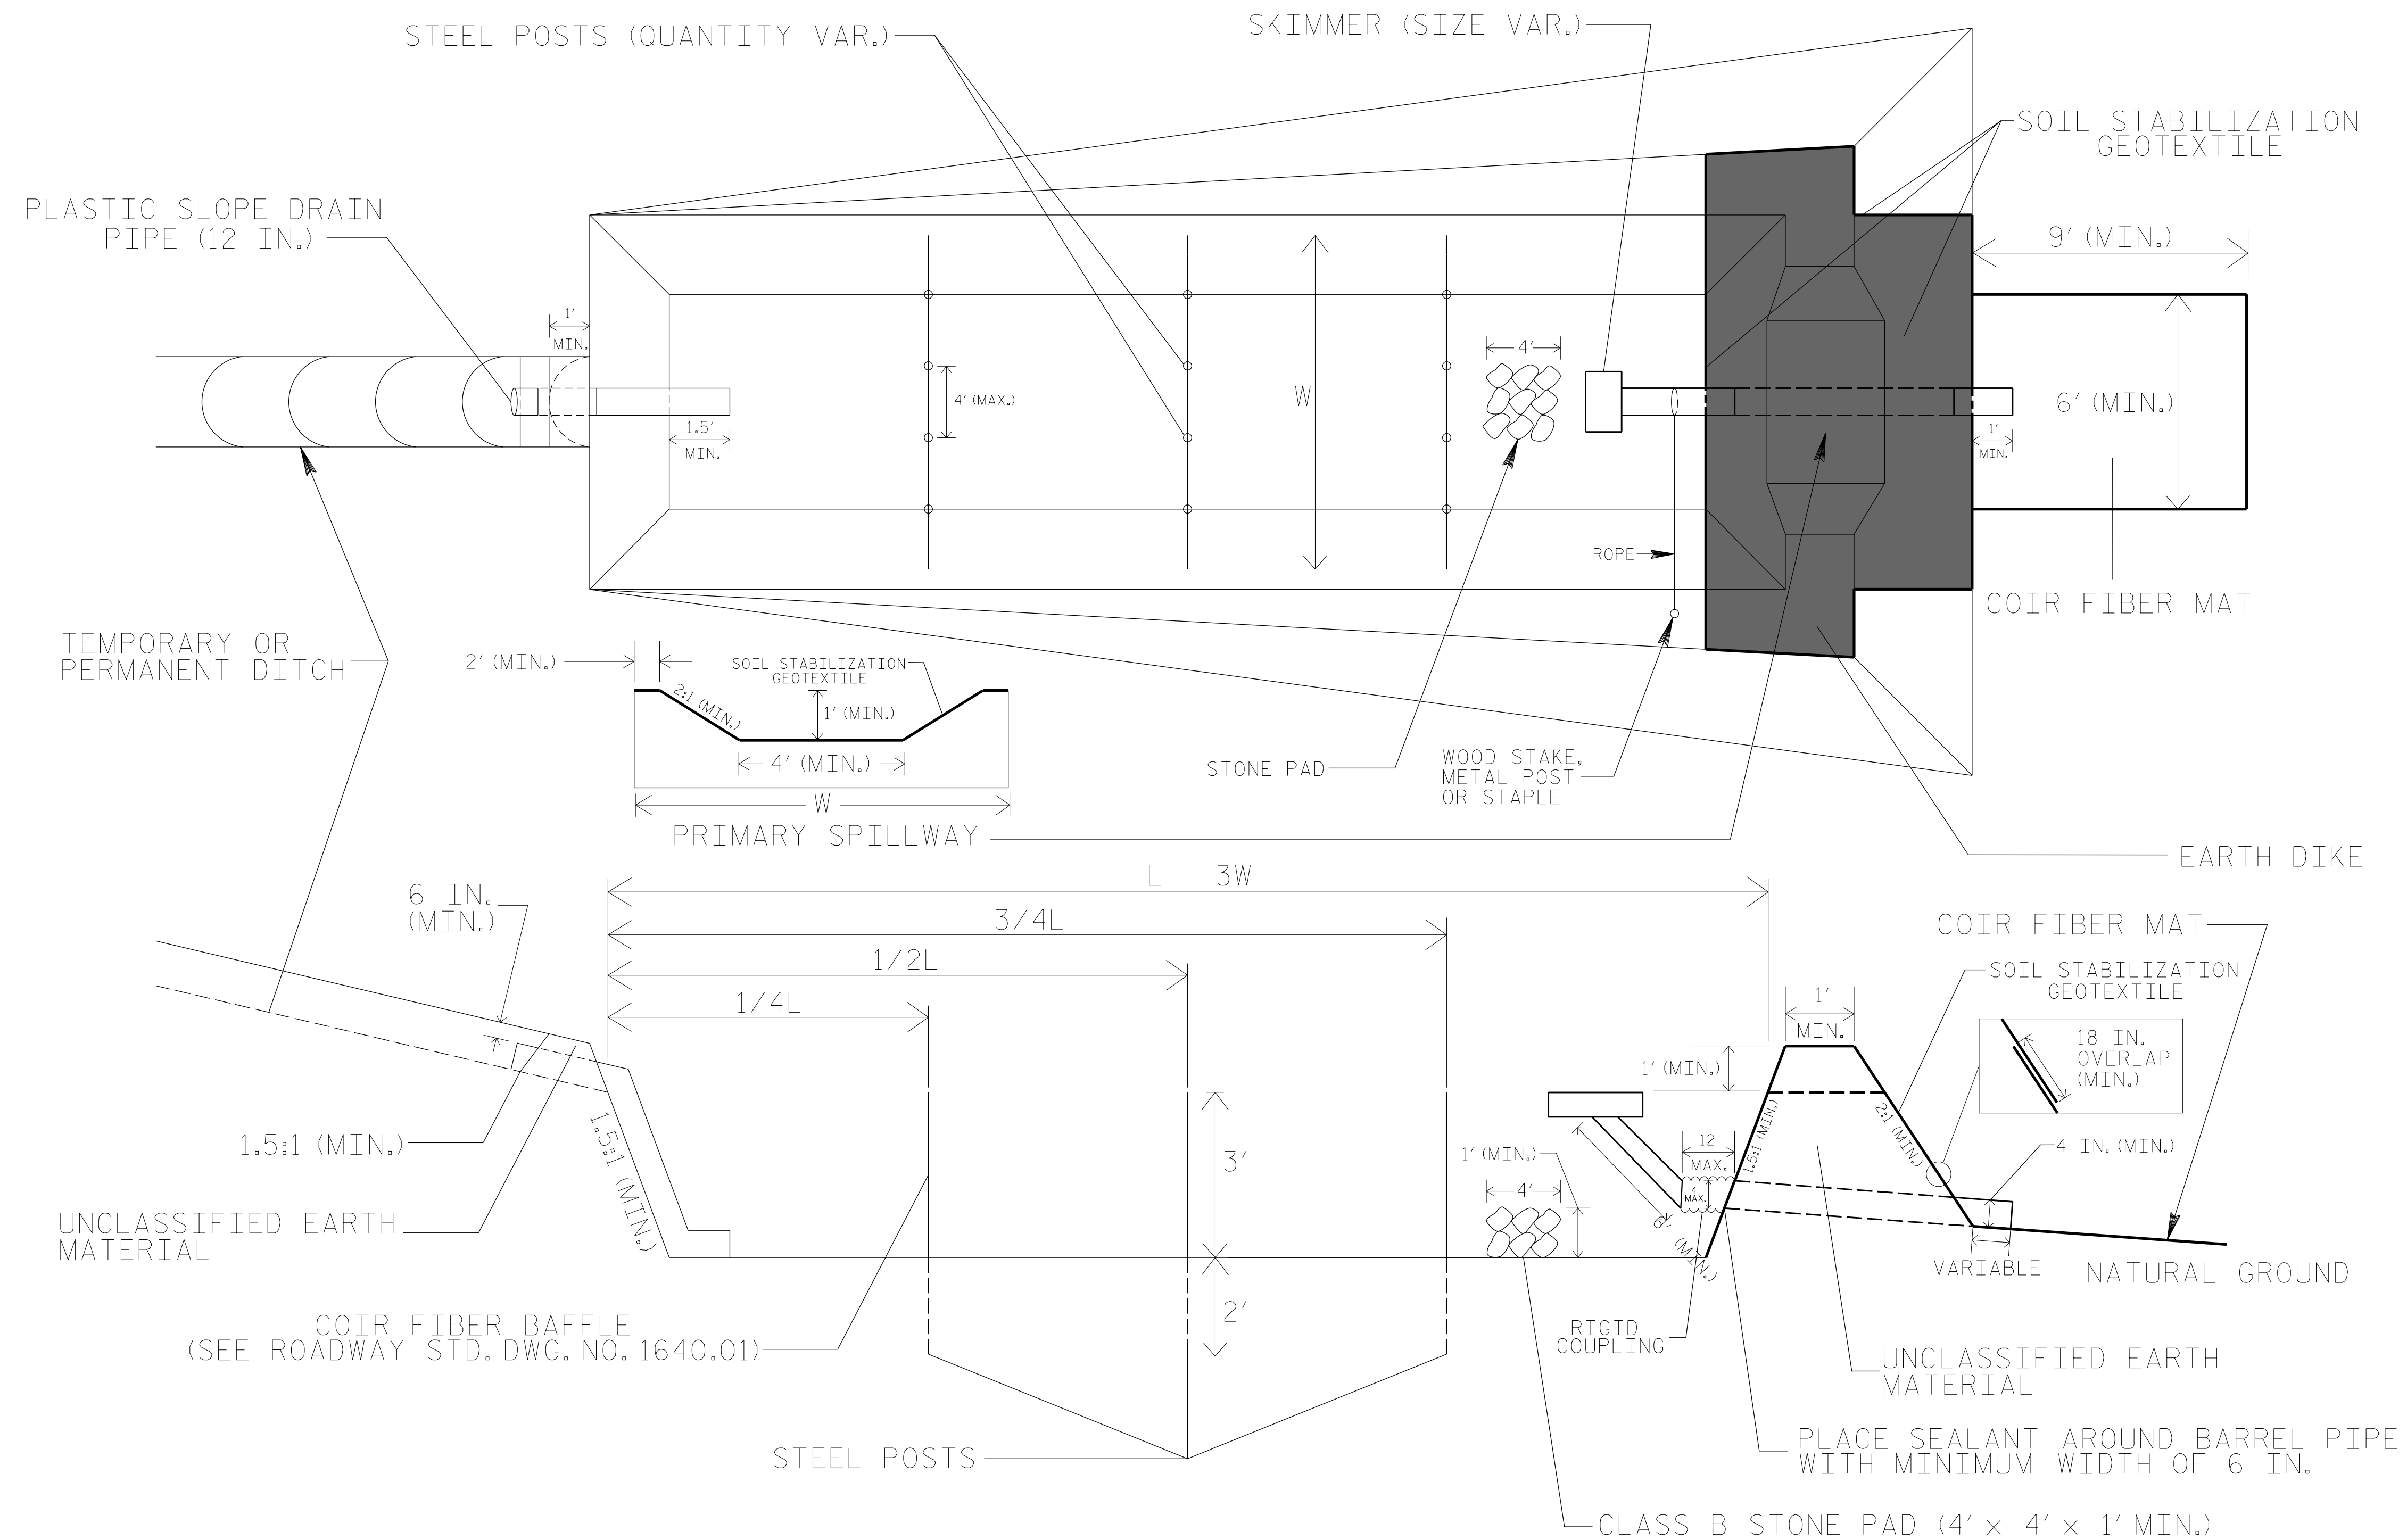 STEEL POSTS (QUANTITY VAR.)
SKIMMER (SIZE VAR.)
SOIL STABILIZATION
GEOTEXTILE
PLASTIC SLOPE DRAIN
PIPE (12 IN.)
9' (MIN.)
1'
MIN.
4'
W
4' (MAX.)
6' (MIN.)
1.5'
MIN.
1'
MIN.
ROPE
COIR FIBER MAT
TEMPORARY OR
PERMANENT DITCH
2' (MIN.)
SOIL STABILIZATION
GEOTEXTILE
2:1 (MIN.)
1' (MIN.)
4' (MIN.)
W
PRIMARY SPILLWAY
STONE PAD
WOOD STAKE,
METAL POST
OR STAPLE
EARTH DIKE
L 3W
6 IN.
(MIN.)
3/4L
1/2L
1/4L
COIR FIBER MAT
SOIL STABILIZATION
GEOTEXTILE
1'
MIN.
18 IN.
OVERLAP
(MIN.)
1' (MIN.)
1.5:1 (MIN.)
1.5:1 (MIN.)
3'
1' (MIN.)
4'
12
MAX.
4
MAX.
1.5:1 (MIN.)
2:1 (MIN.)
4 IN. (MIN.)
6' (MIN.)
UNCLASSIFIED EARTH
MATERIAL
VARIABLE
NATURAL GROUND
2'
COIR FIBER BAFFLE
(SEE ROADWAY STD. DWG. NO. 1640.01)
RIGID
COUPLING
UNCLASSIFIED EARTH
MATERIAL
STEEL POSTS
PLACE SEALANT AROUND BARREL PIPE
WITH MINIMUM WIDTH OF 6 IN.
CLASS B STONE PAD (4' x 4' x 1' MIN.)